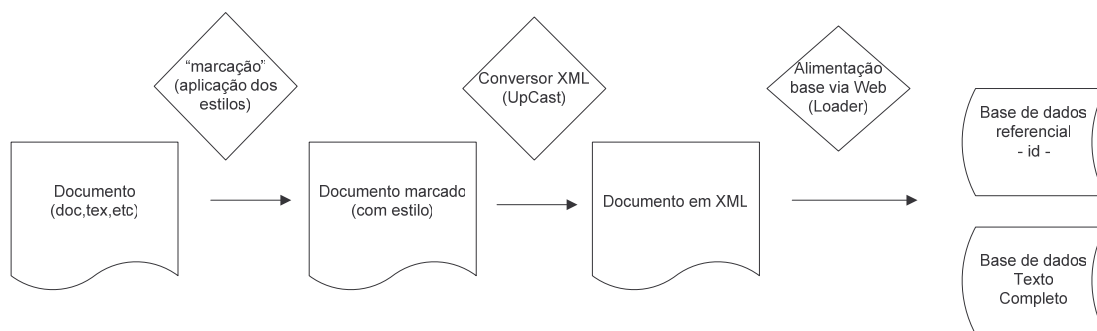 “marcação”
(aplicação dos
estilos)
Conversor XML
(UpCast)
Alimentação
base via Web
(Loader)
Base de dados
referencial
- id -
Documento
(doc,tex,etc)
Documento marcado
(com estilo)
Documento em XML
Base de dados
Texto
Completo